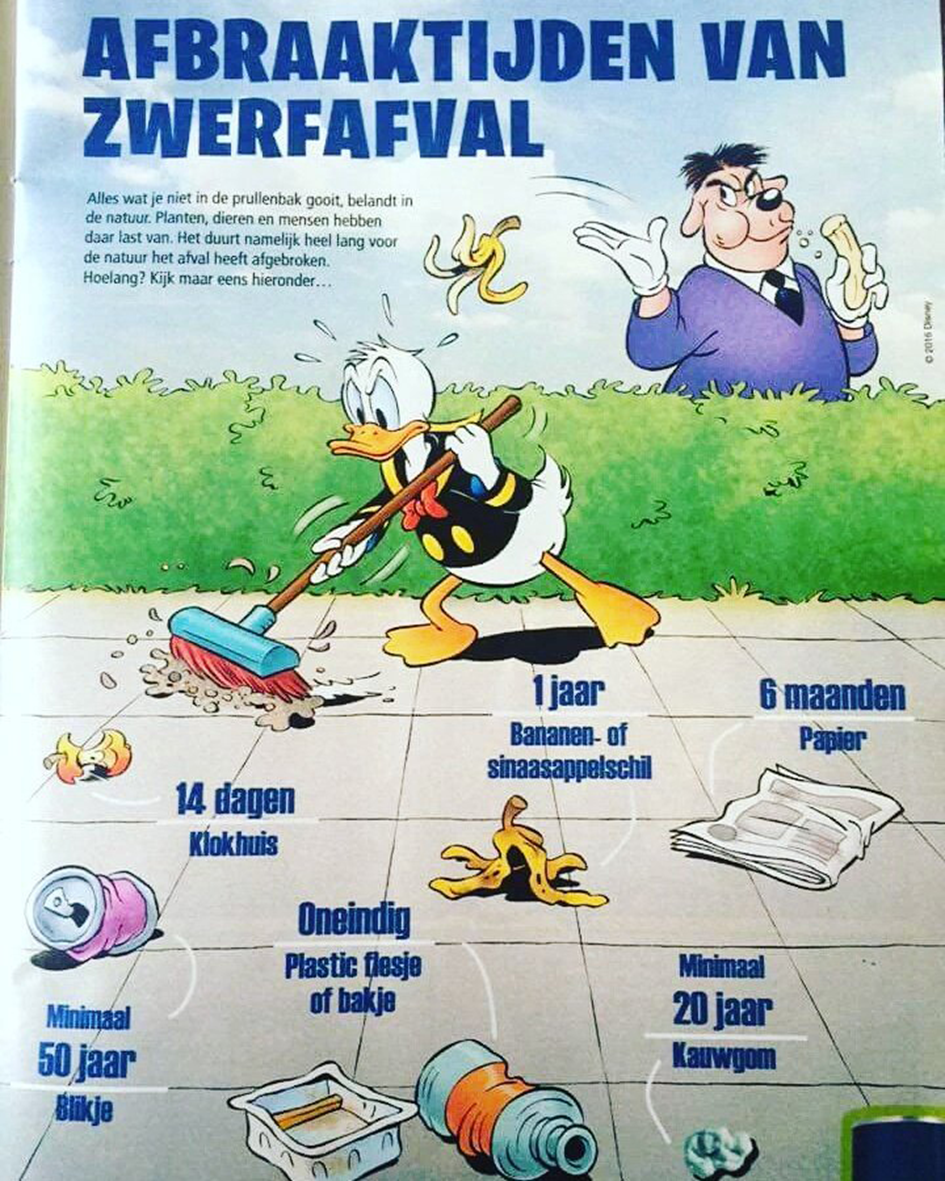 AFBRAAKTIJDEN VAN
ZWERFAFVAL
Alles wat je niet in de prullenbak gooit, belandt in
de natuur. Planten, dieren en mensen hebben
daar last van. Het duurt namelijk heel lang voor
de natuur het afval heeft afgebroken.
Hoelang? Kijk maar eens hieronder...
© 2016 Disney
1 jaar
Bananen- of
sinaasappelschil
6 maanden
Papier
14 dagen
Klokhuis
Oneindig
Plastic flesje
of bakje
Minimaal
20 jaar
Kauwgom
Minimaal
50 jaar
Blikje